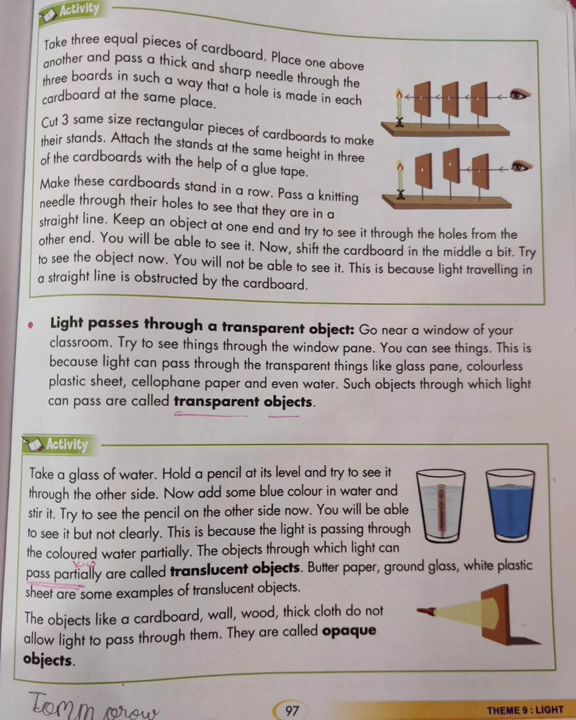 Activity
Take three equal pieces of cardboard. Place one above
another and pass a thick and sharp needle through the
three boards in such a way that a hole is made in each
cardboard at the same place.
Cut 3 same size rectangular pieces of cardboards to make
their stands. Attach the stands at the same height in three
of the cardboards with the help of a glue tape.
Make these cardboards stand in a row. Pass a knitting
needle through their holes to see that they are in a
straight line. Keep an object at one end and try to see it through the holes from the
other end. You will be able to see it. Now, shift the cardboard in the middle a bit. Try
to see the object now. You will not be able to see it. This is because light travelling in
a straight line is obstructed by the cardboard.
• Light passes through a transparent object: Go near a window of your
classroom. Try to see things through the window pane. You can see things. This is
because light can pass through the transparent things like glass pane, colourless
plastic sheet, cellophane paper and even water. Such objects through which light
can pass are called transparent objects.
Activity
Take a glass of water. Hold a pencil at its level and try to see it
through the other side. Now add some blue colour in water and
stir it. Try to see the pencil on the other side now. You will be able
to see it but not clearly. This is because the light is passing through
the coloured water partially. The objects through which light can
pass partially are called translucent objects. Butter paper, ground glass, white plastic
sheet are some examples of translucent objects.
The objects like a cardboard, wall, wood, thick cloth do not
allow light to pass through them. They are called opaque
objects.
Tomm orow
97
THEME 9 : LIGHT